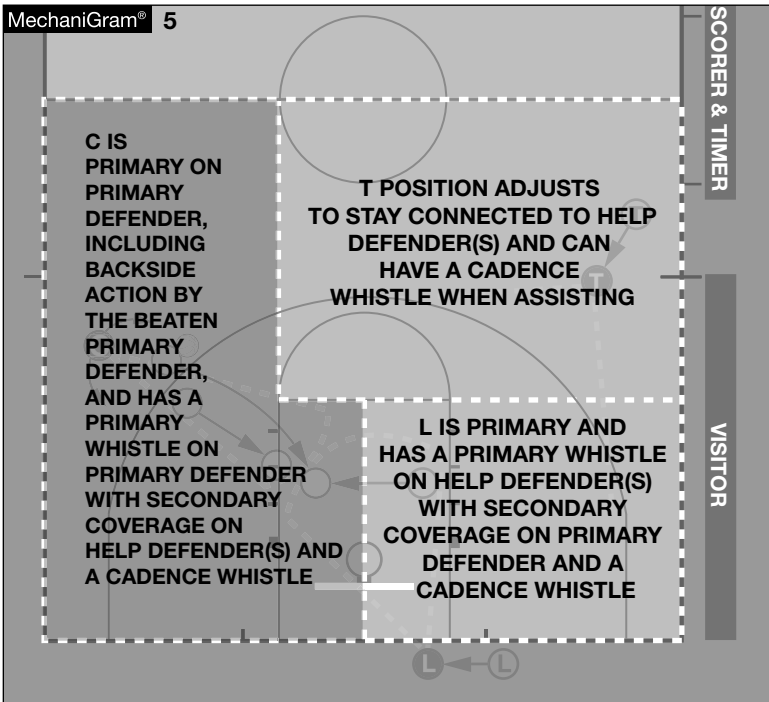 MechaniGram® 5
SCORER & TIMER
C IS
PRIMARY ON
PRIMARY
DEFENDER,
INCLUDING
BACKSIDE
ACTION BY
THE BEATEN
PRIMARY
DEFENDER,
AND HAS A
PRIMARY
WHISTLE ON
PRIMARY DEFENDER
WITH SECONDARY
COVERAGE ON
HELP DEFENDER(S) AND
A CADENCE WHISTLE
T POSITION ADJUSTS
TO STAY CONNECTED TO HELP
DEFENDER(S) AND CAN
HAVE A CADENCE
WHISTLE WHEN ASSISTING
T
T
L IS PRIMARY AND
HAS A PRIMARY WHISTLE
ON HELP DEFENDER(S)
WITH SECONDARY
COVERAGE ON PRIMARY
DEFENDER AND A
CADENCE WHISTLE
VISITOR
L
L